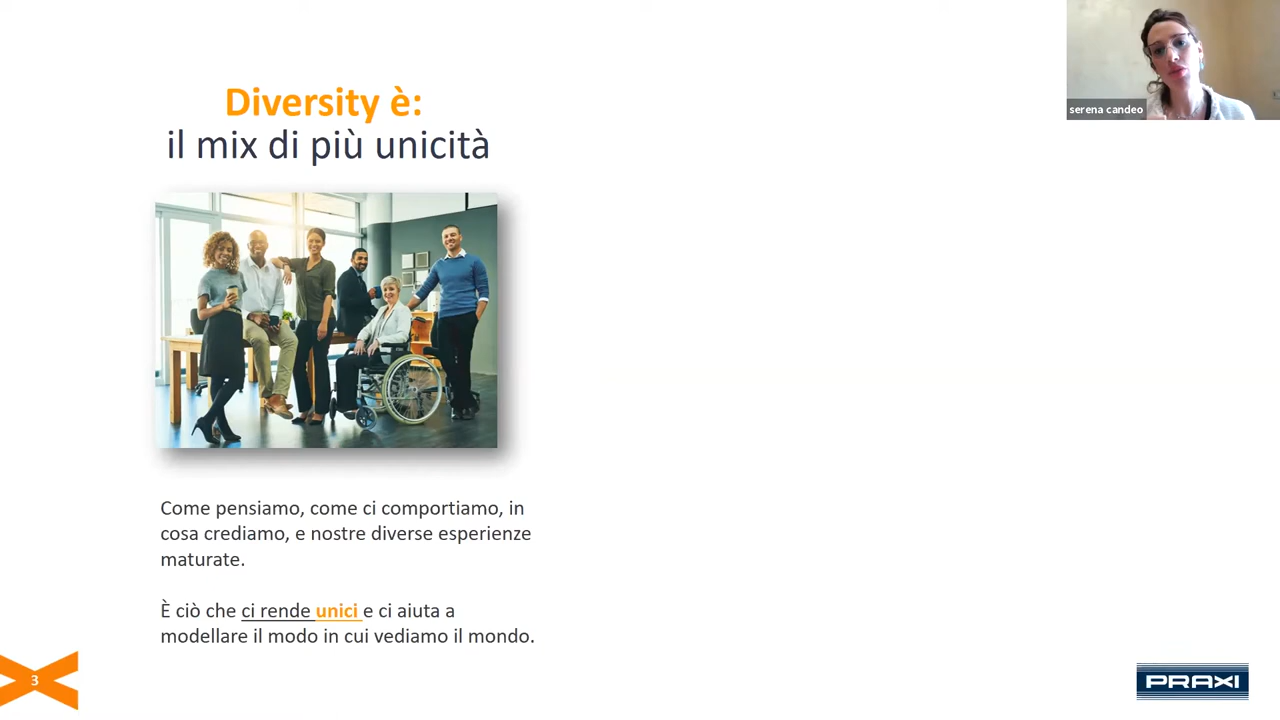 serena candeo
Diversity è:
il mix di più unicità
Come pensiamo, come ci comportiamo, in
cosa crediamo, e nostre diverse esperienze
maturate.
È ciò che ci rende unici e ci aiuta a
modellare il modo in cui vediamo il mondo.
3
PRAXI